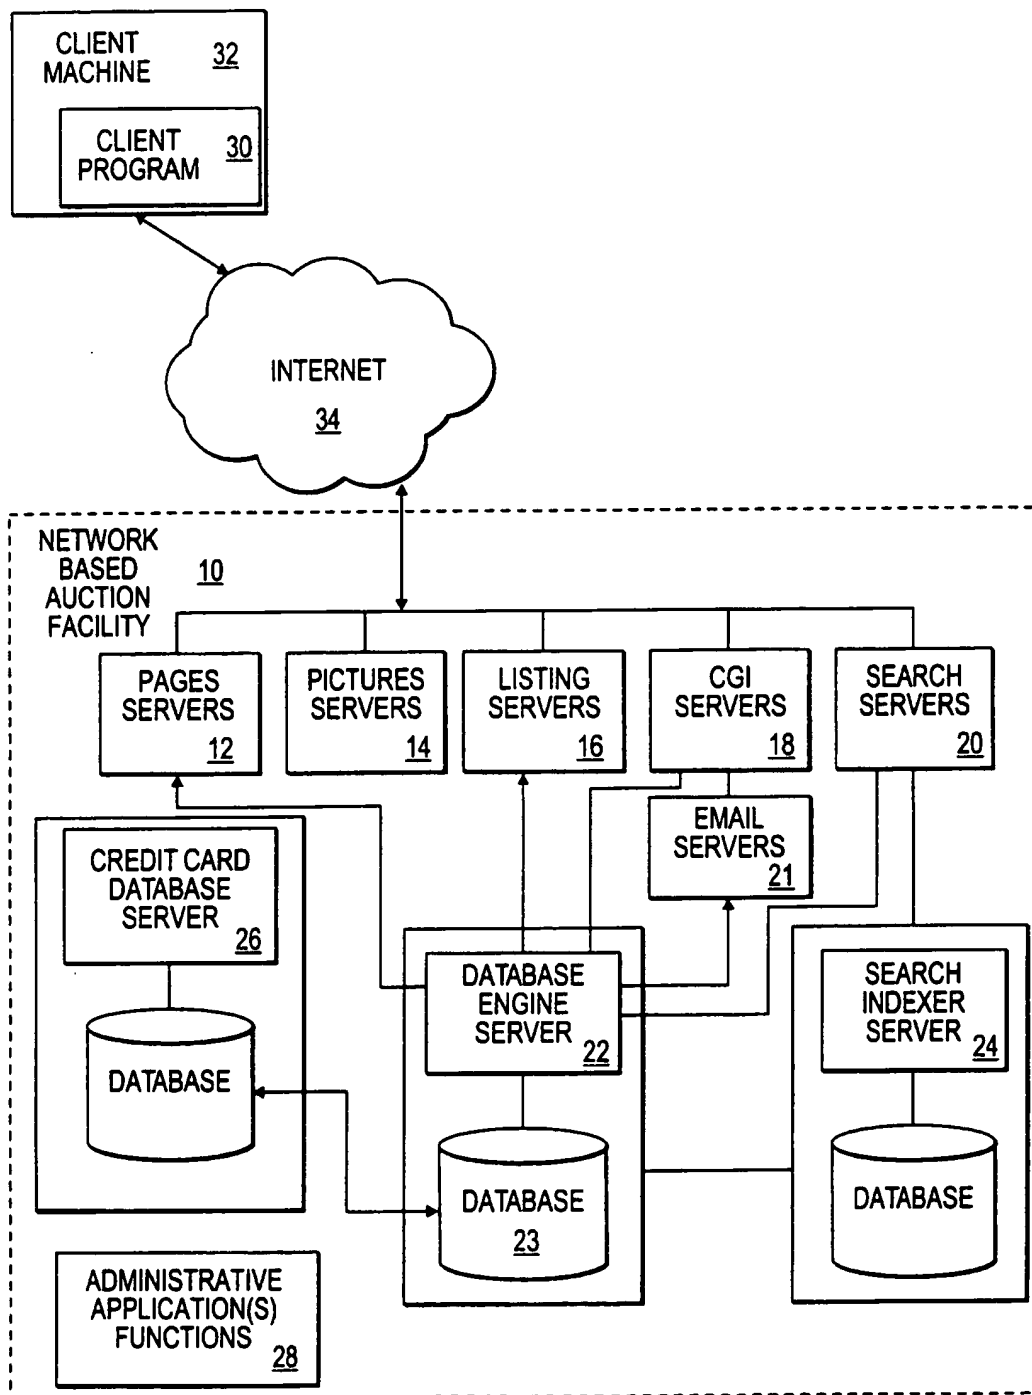 CLIENT
MACHINE
32
CLIENT
PROGRAM
30
INTERNET
34
NETWORK
BASED
AUCTION
FACILITY
10
PAGES
SERVERS
12
PICTURES
SERVERS
14
LISTING
SERVERS
16
CGI
SERVERS
18
SEARCH
SERVERS
20
EMAIL
SERVERS
21
CREDIT CARD
DATABASE
SERVER
26
DATABASE
DATABASE
ENGINE
SERVER
22
DATABASE
23
SEARCH
INDEXER
SERVER
24
DATABASE
ADMINISTRATIVE
APPLICATION(S)
FUNCTIONS
28